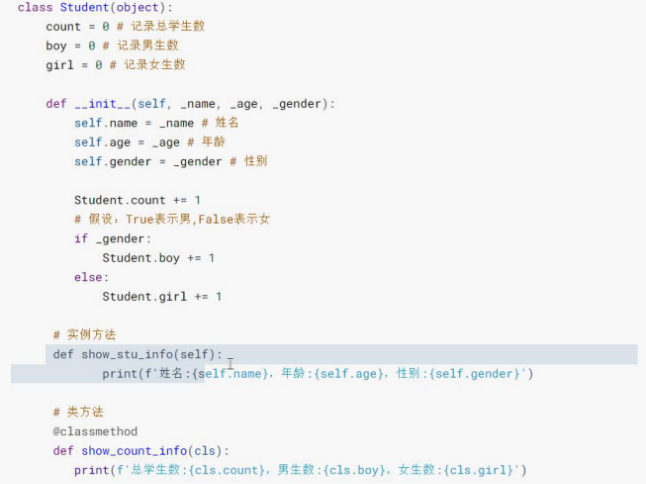 class Student(object):
    count = 0 # 记录总学生数
    boy = 0 # 记录男生数
    girl = 0 # 记录女生数
    def __init__(self, _name, _age, _gender):
        self.name = _name # 姓名
        self.age = _age # 年龄
        self.gender = _gender # 性别
        Student.count += 1
        # 假设，True表示男,False表示女
        if _gender:
            Student.boy += 1
        else:
            Student.girl += 1
     # 实例方法
     def show_stu_info(self):
            print(f'姓名:{self.name}，年龄:{self.age}，性别:{self.gender}')
     # 类方法
     @classmethod
     def show_count_info(cls):
        print(f'总学生数:{cls.count}，男生数:{cls.boy}，女生数:{cls.girl}')